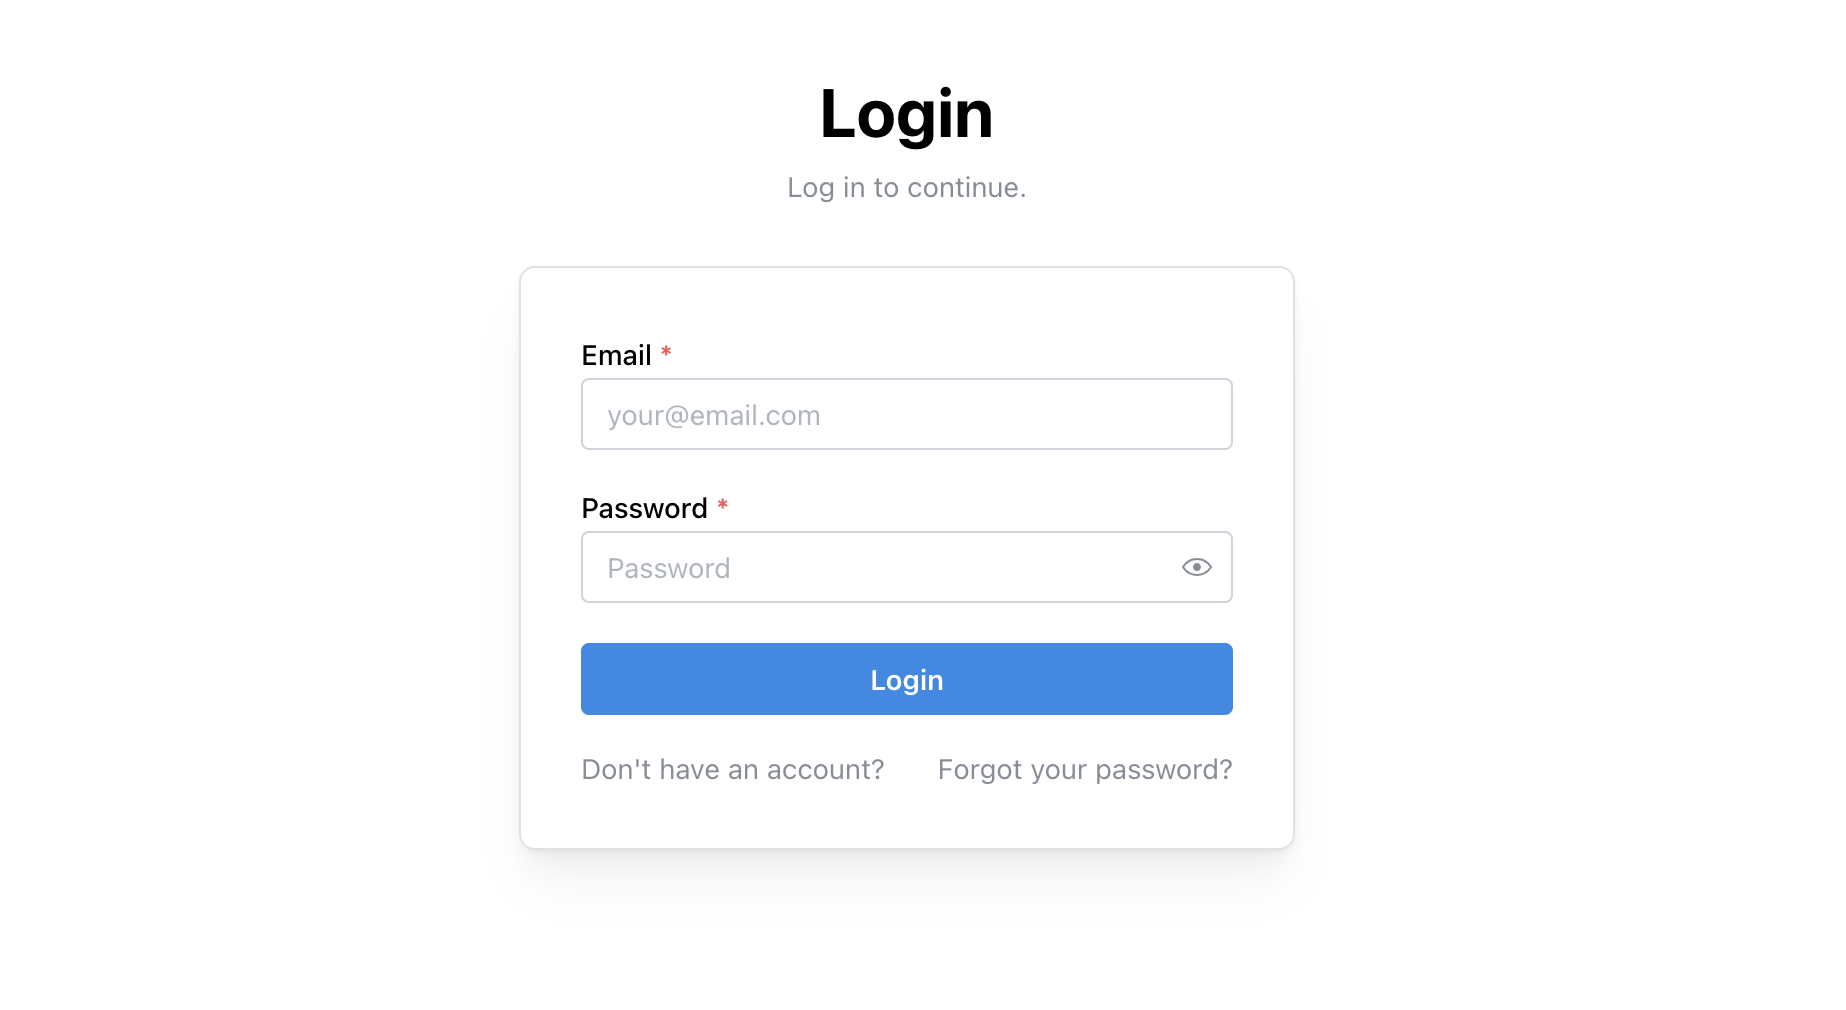 Login
Log in to continue.
Email *
your@email.com
Password *
Password
Login
Don't have an account? Forgot your password?